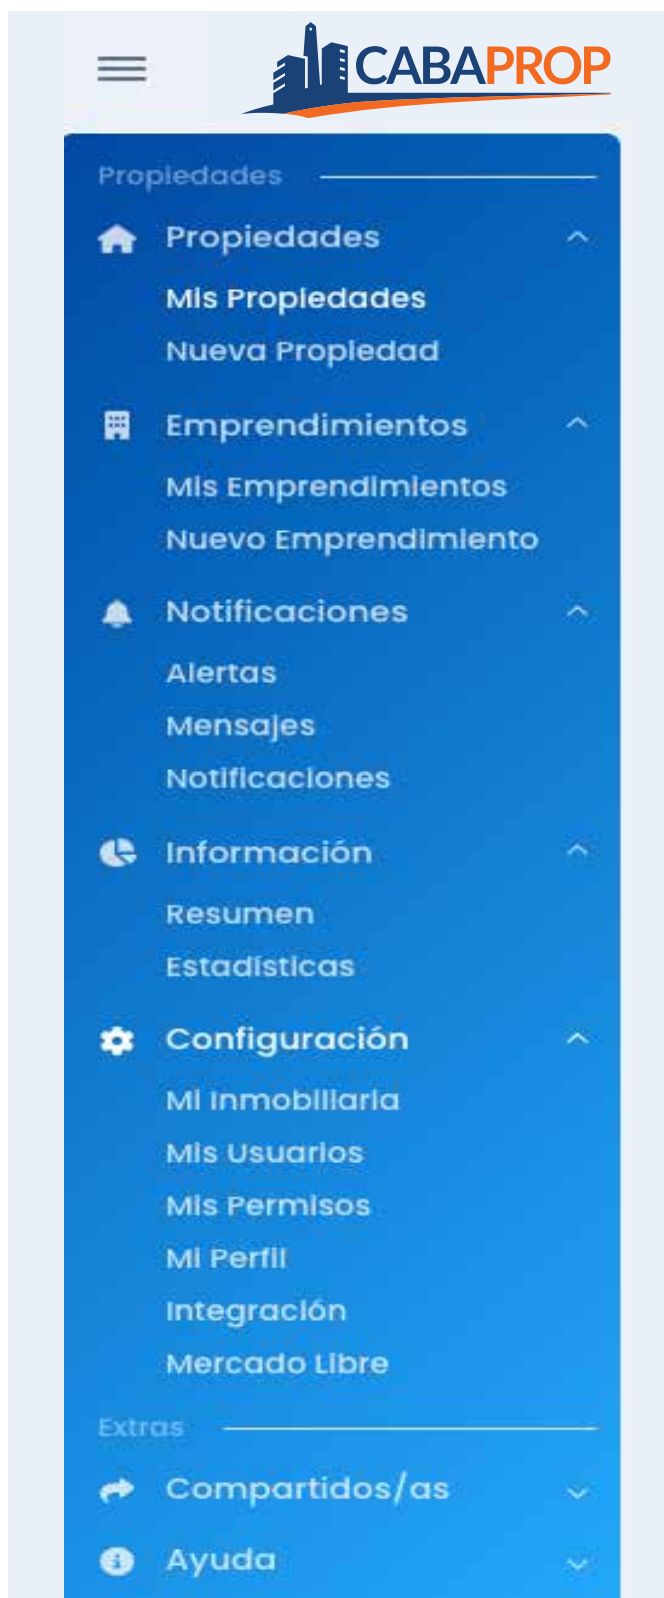 CABAPROP
Propiedades
Propiedades
Mis Propiedades
Nueva Propiedad
Emprendimientos
Mis Emprendimientos
Nuevo Emprendimiento
Notificaciones
Alertas
Mensajes
Notificaciones
Información
Resumen
Estadísticas
Configuración
Mi Inmobiliaria
Mis Usuarios
Mis Permisos
Mi Perfil
Integración
Mercado Libre
Extras
Compartidos/as
Ayuda